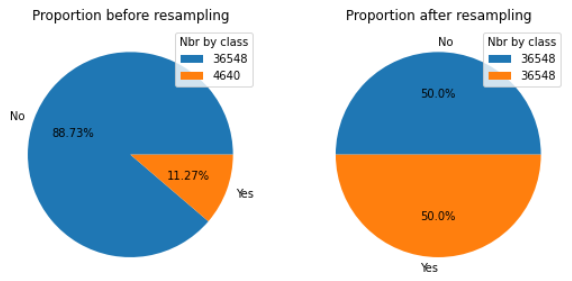 Proportion before resampling
Nbr by class
36548
4640
No
88.73%
11.27%
Yes
Proportion after resampling
Nbr by class
36548
36548
No
50.0%
50.0%
Yes